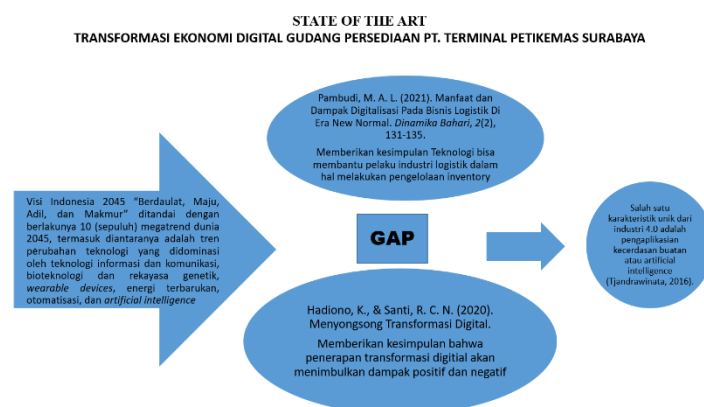 STATE OF THE ART
TRANSFORMASI EKONOMI DIGITAL GUDANG PERSEDIAAN PT. TERMINAL PETIKEMAS SURABAYA
Visi Indonesia 2045 "Berdaulat, Maju,
Adil, dan Makmur" ditandai dengan
berlakunya 10 (sepuluh) megatrend dunia
2045, termasuk diantaranya adalah tren
perubahan teknologi yang didominasi
oleh teknologi informasi dan komunikasi,
bioteknologi dan rekayasa genetik,
wearable devices, energi terbarukan,
otomatisasi, dan artificial intelligence
Pambudi, M. A. L. (2021). Manfaat dan
Dampak Digitalisasi Pada Bisnis Logistik Di
Era New Normal. Dinamika Bahari, 2(2),
131-135.
Memberikan kesimpulan Teknologi bisa
membantu pelaku industri logistik dalam
hal melakukan pengelolaan inventory
GAP
Hadiono, K., & Santi, R. C. N. (2020).
Menyongsong Transformasi Digital.
Memberikan kesimpulan bahwa
penerapan transformasi digitial akan
menimbulkan dampak positif dan negatif
Salah satu
karakteristik unik dari
industri 4.0 adalah
pengaplikasian
kecerdasan buatan
atau artificial
intelligence
(Tjandrawinata, 2016).